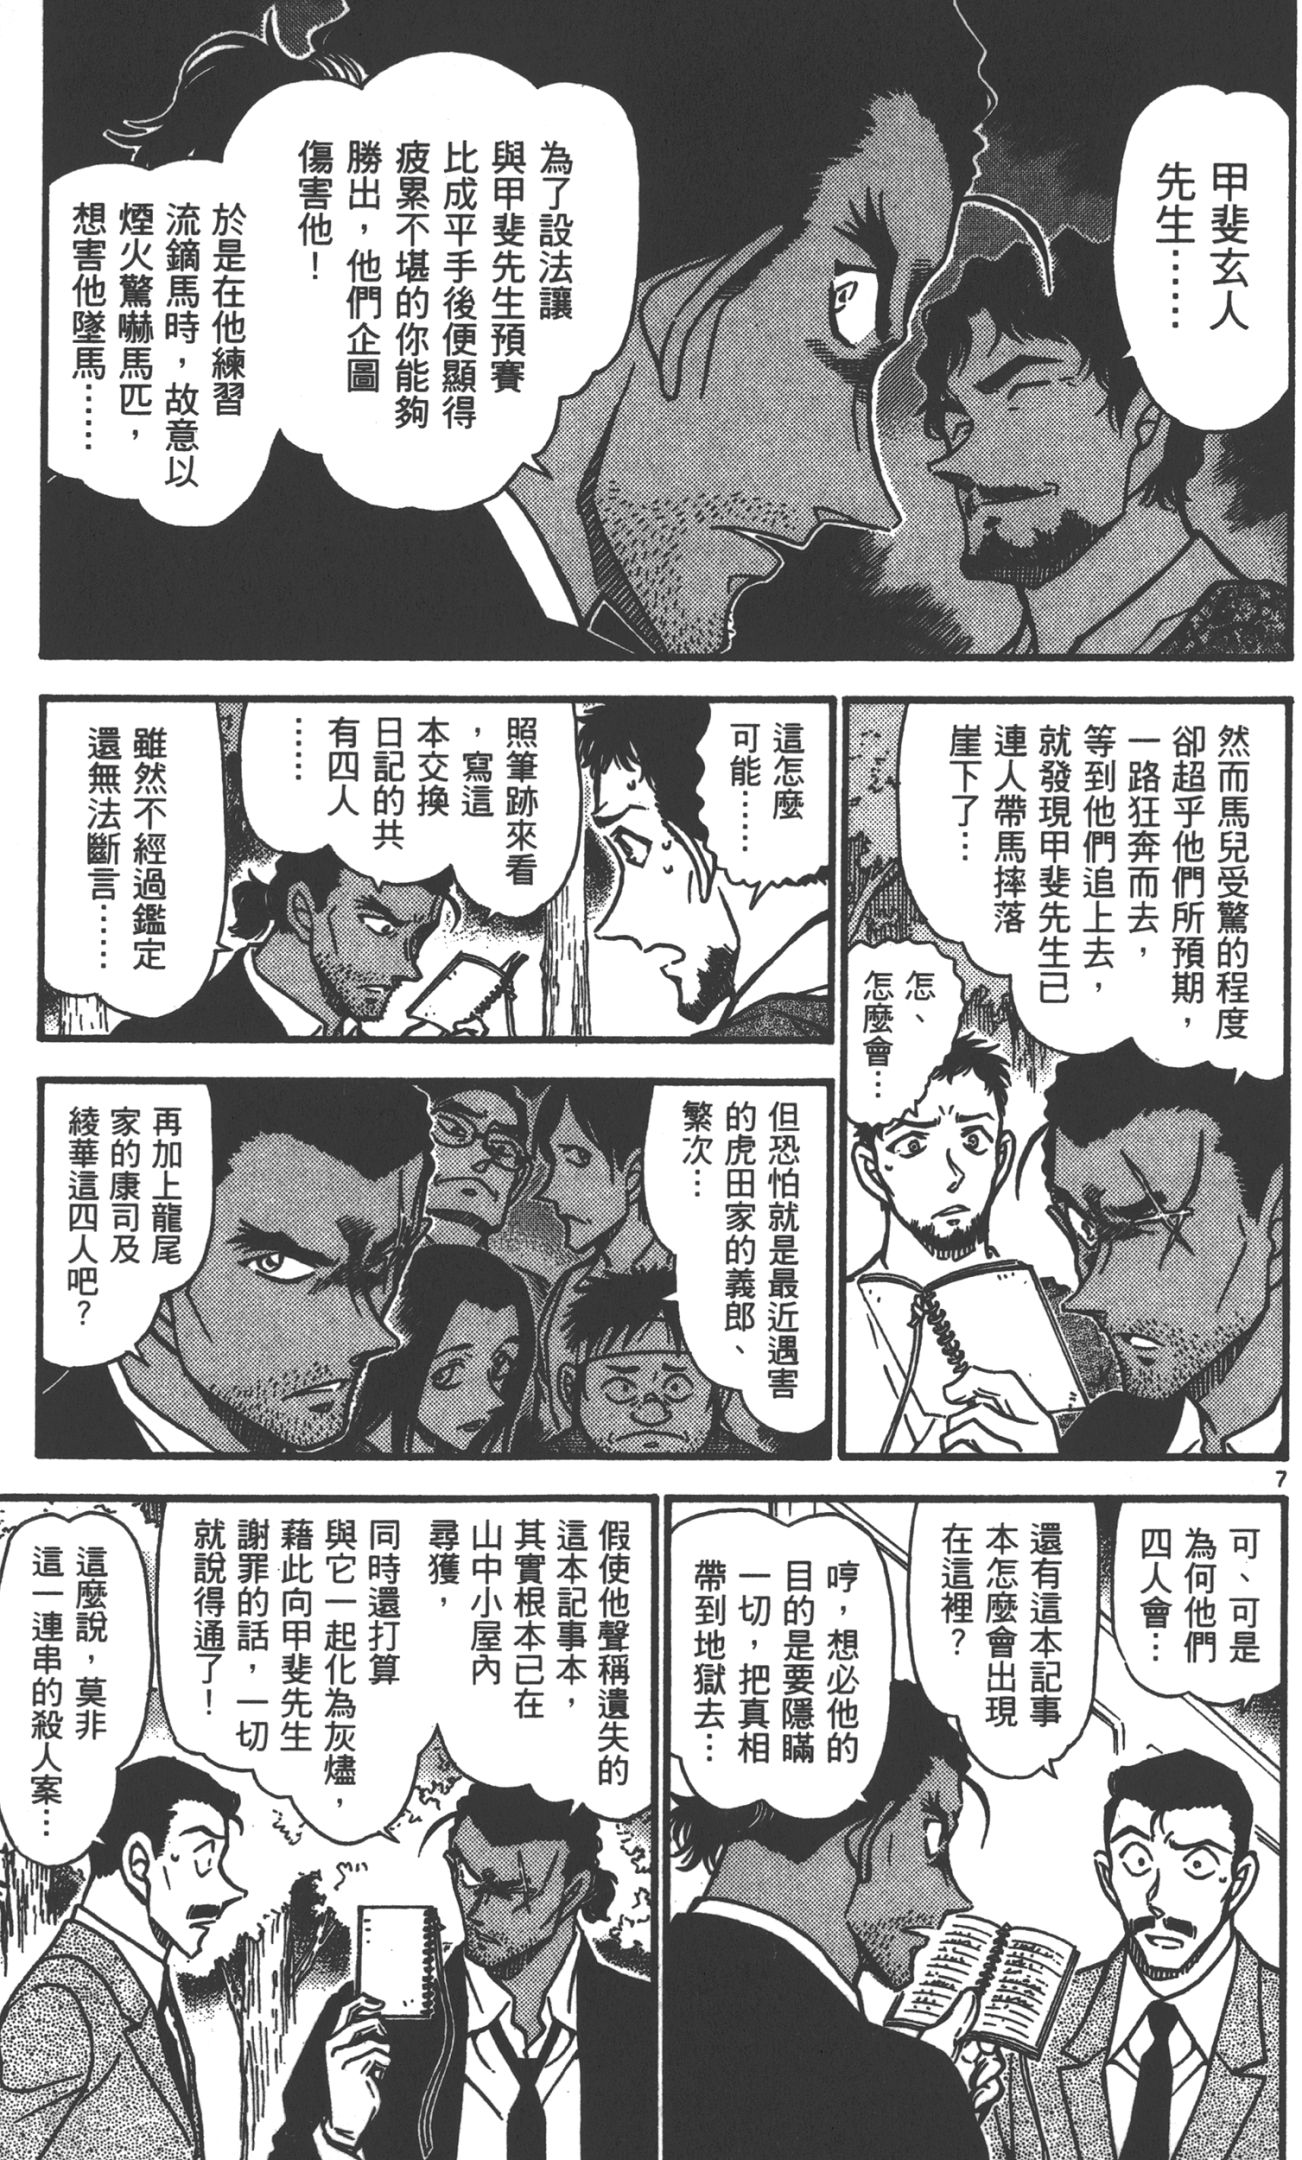 甲斐玄人
先生……
為了設法讓
與甲斐先生預賽
比成平手後便顯得
疲累不堪的你能夠
勝出，他們企圖
傷害他！
於是在他練習
流鏑馬時，故意以
煙火驚嚇馬匹，
想害他墜馬……
然而馬兒受驚的程度
卻超乎他們所預期，
一路狂奔而去，
等到他們追上去，
就發現甲斐先生已
連人帶馬摔落
崖下了…
怎、
怎麼會…
這怎麼
可能……
照筆跡來看
，寫這
本交換
日記的共
有四人
……
雖然不經過鑑定
還無法斷言……
但恐怕就是最近遇害
的虎田家的義郎、
繁次…
再加上龍尾
家的康司及
綾華這四人吧？
7
可、可是
為何他們
四人會…
還有這本記事
本怎麼會出現
在這裡？
哼，想必他的
目的是要隱瞞
一切，把真相
帶到地獄去…
假使他聲稱遺失的
這本記事本，
其實根本已在
山中小屋內
尋獲，
同時還打算
與它一起化為灰燼，
藉此向甲斐先生
謝罪的話，一切
就說得通了！
這麼說，莫非
這一連串的殺人案…